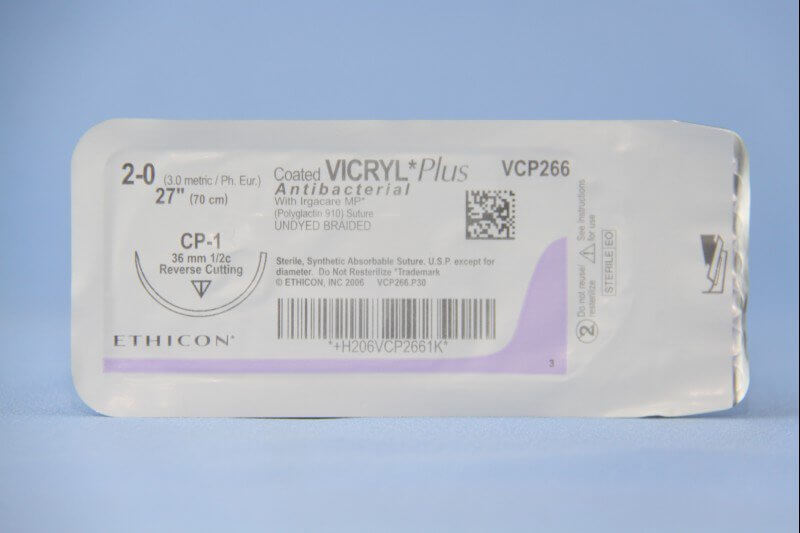 2-0 (3.0 metric / Ph. Eur.)
27" (70 cm)
Coated VICRYL* Plus
Antibacterial
With Irgacare MP*
(Polyglactin 910) Suture
UNDYED BRAIDED
VCP266
CP-1
36 mm 1/2c
Reverse Cutting
Sterile, Synthetic Absorbable Suture. U.S.P. except for
diameter. Do Not Resterilize *Trademark
© ETHICON, INC 2006 VCP266.P30
ETHICON*
*+H206VCP2661K*
3
2 Do not reuse/
resterilize
See instructions
for use
STERILE EO